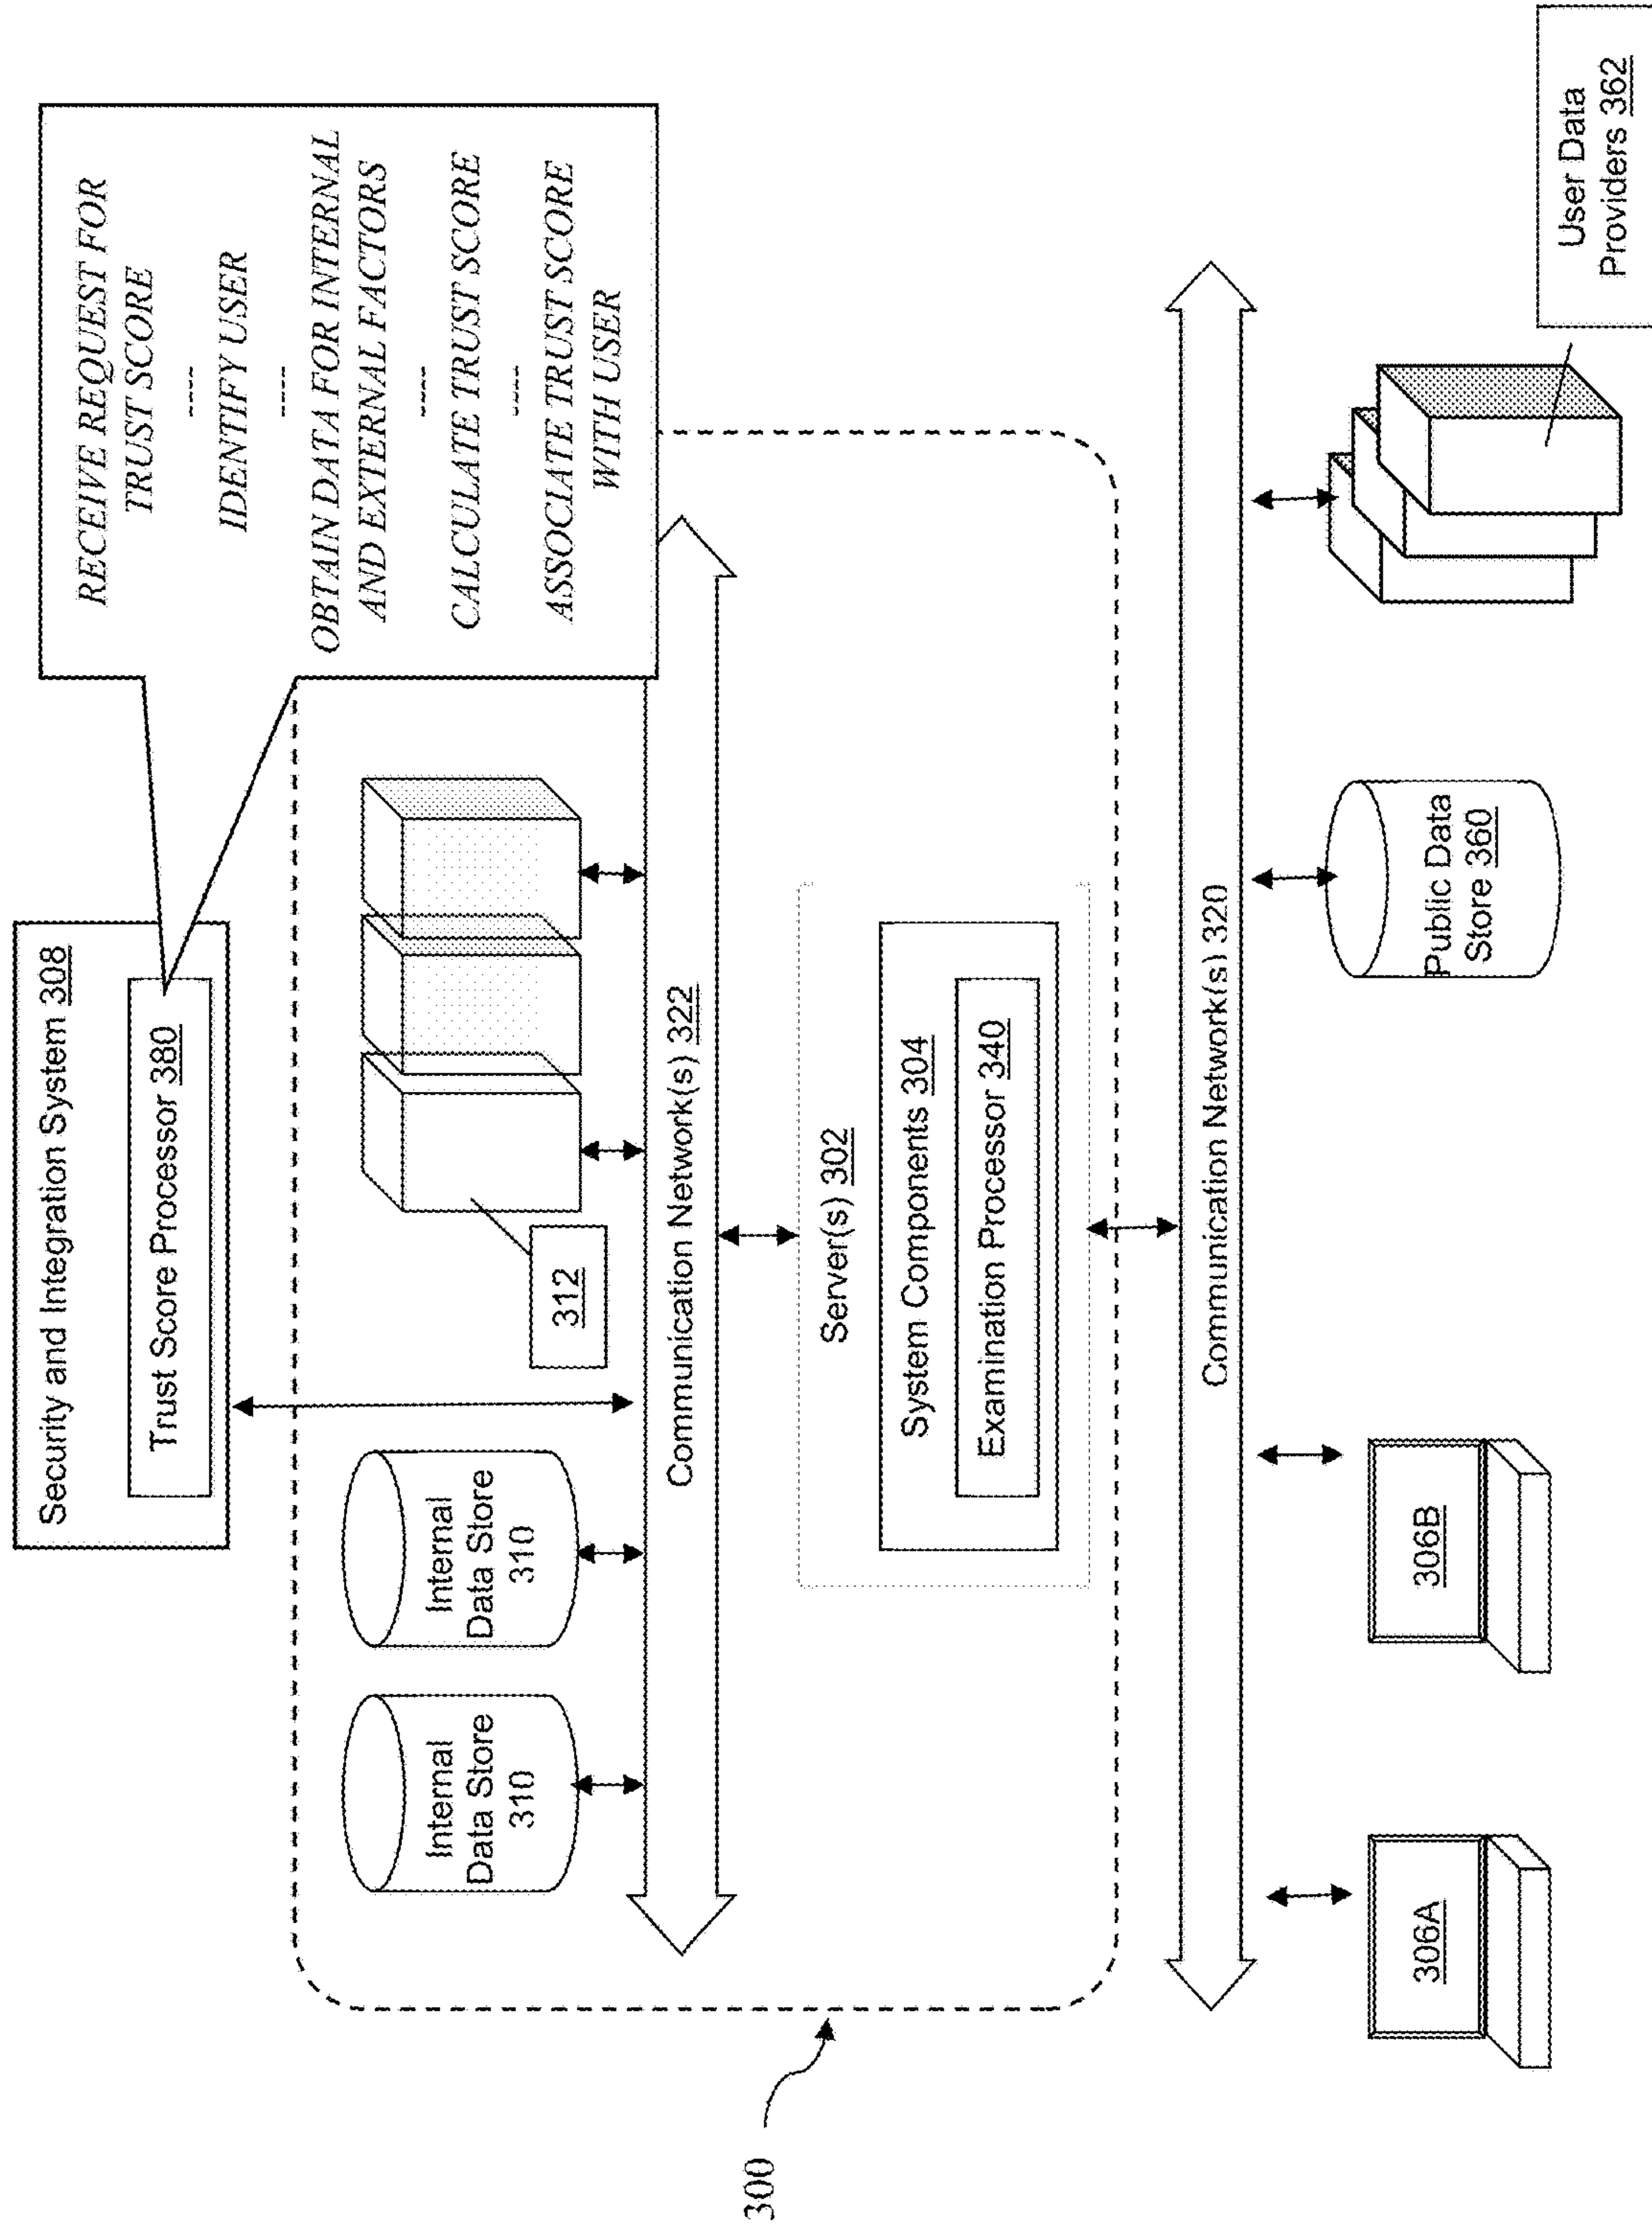 Security and Integration System 308
Trust Score Processor 380
RECEIVE REQUEST FOR
TRUST SCORE
----
IDENTIFY USER
----
OBTAIN DATA FOR INTERNAL
AND EXTERNAL FACTORS
----
CALCULATE TRUST SCORE
----
ASSOCIATE TRUST SCORE
WITH USER
Internal
Data Store
310
Internal
Data Store
310
312
Communication Network(s) 322
300
Server(s) 302
System Components 304
Examination Processor 340
Communication Network(s) 320
306A
306B
Public Data
Store 360
User Data
Providers 362